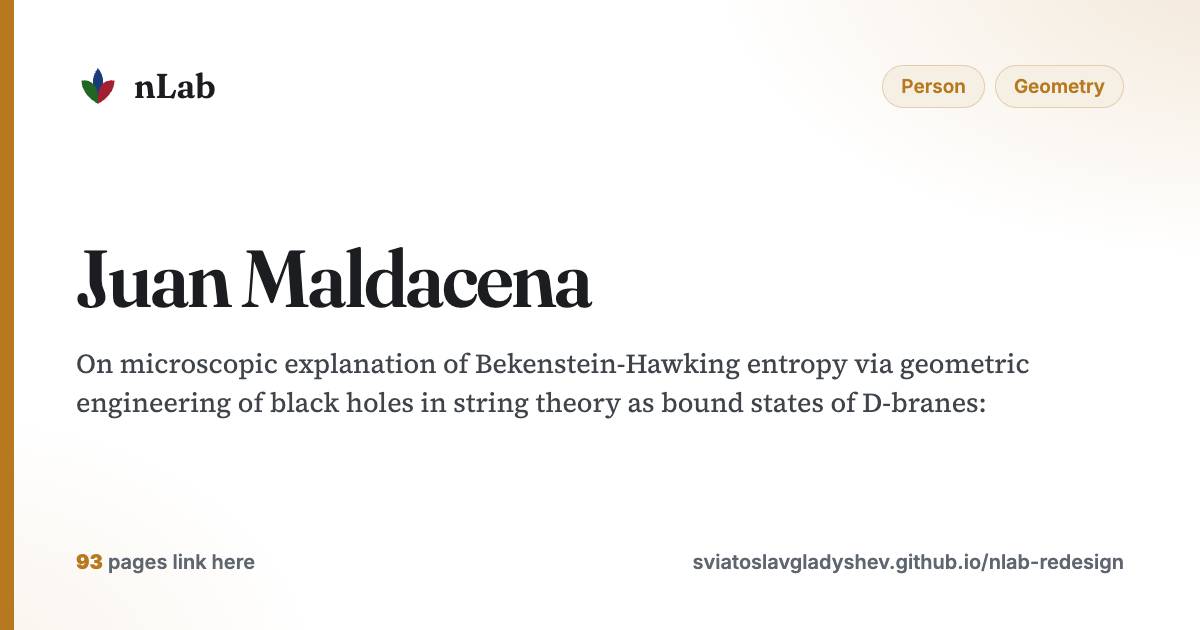 nLab
Person
Geometry
Juan Maldacena
On microscopic explanation of Bekenstein-Hawking entropy via geometric
engineering of black holes in string theory as bound states of D-branes:
93 pages link here
sviatoslavgladyshev.github.io/nlab-redesign